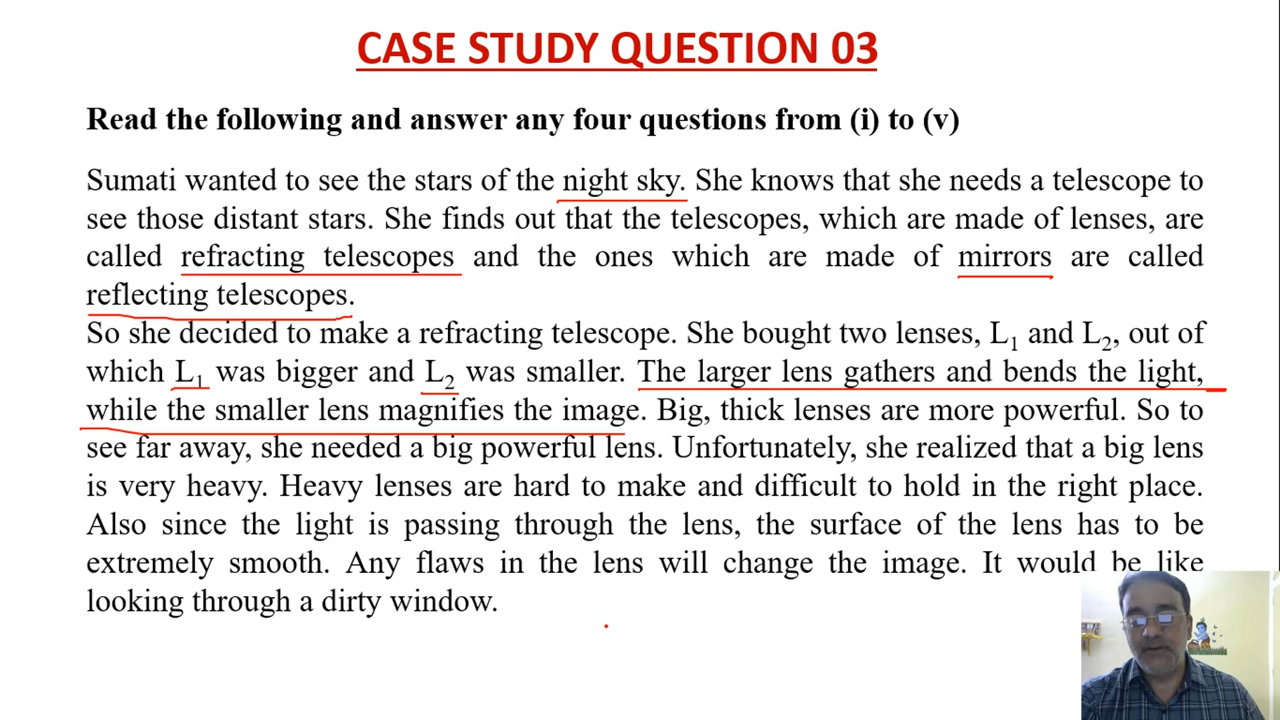 CASE STUDY QUESTION 03
Read the following and answer any four questions from (i) to (v)
Sumati wanted to see the stars of the night sky. She knows that she needs a telescope to
see those distant stars. She finds out that the telescopes, which are made of lenses, are
called refracting telescopes and the ones which are made of mirrors are called
reflecting telescopes.
So she decided to make a refracting telescope. She bought two lenses, L₁ and L₂, out of
which L₁ was bigger and L₂ was smaller. The larger lens gathers and bends the light,
while the smaller lens magnifies the image. Big, thick lenses are more powerful. So to
see far away, she needed a big powerful lens. Unfortunately, she realized that a big lens
is very heavy. Heavy lenses are hard to make and difficult to hold in the right place.
Also since the light is passing through the lens, the surface of the lens has to be
extremely smooth. Any flaws in the lens will change the image. It would be like
looking through a dirty window.